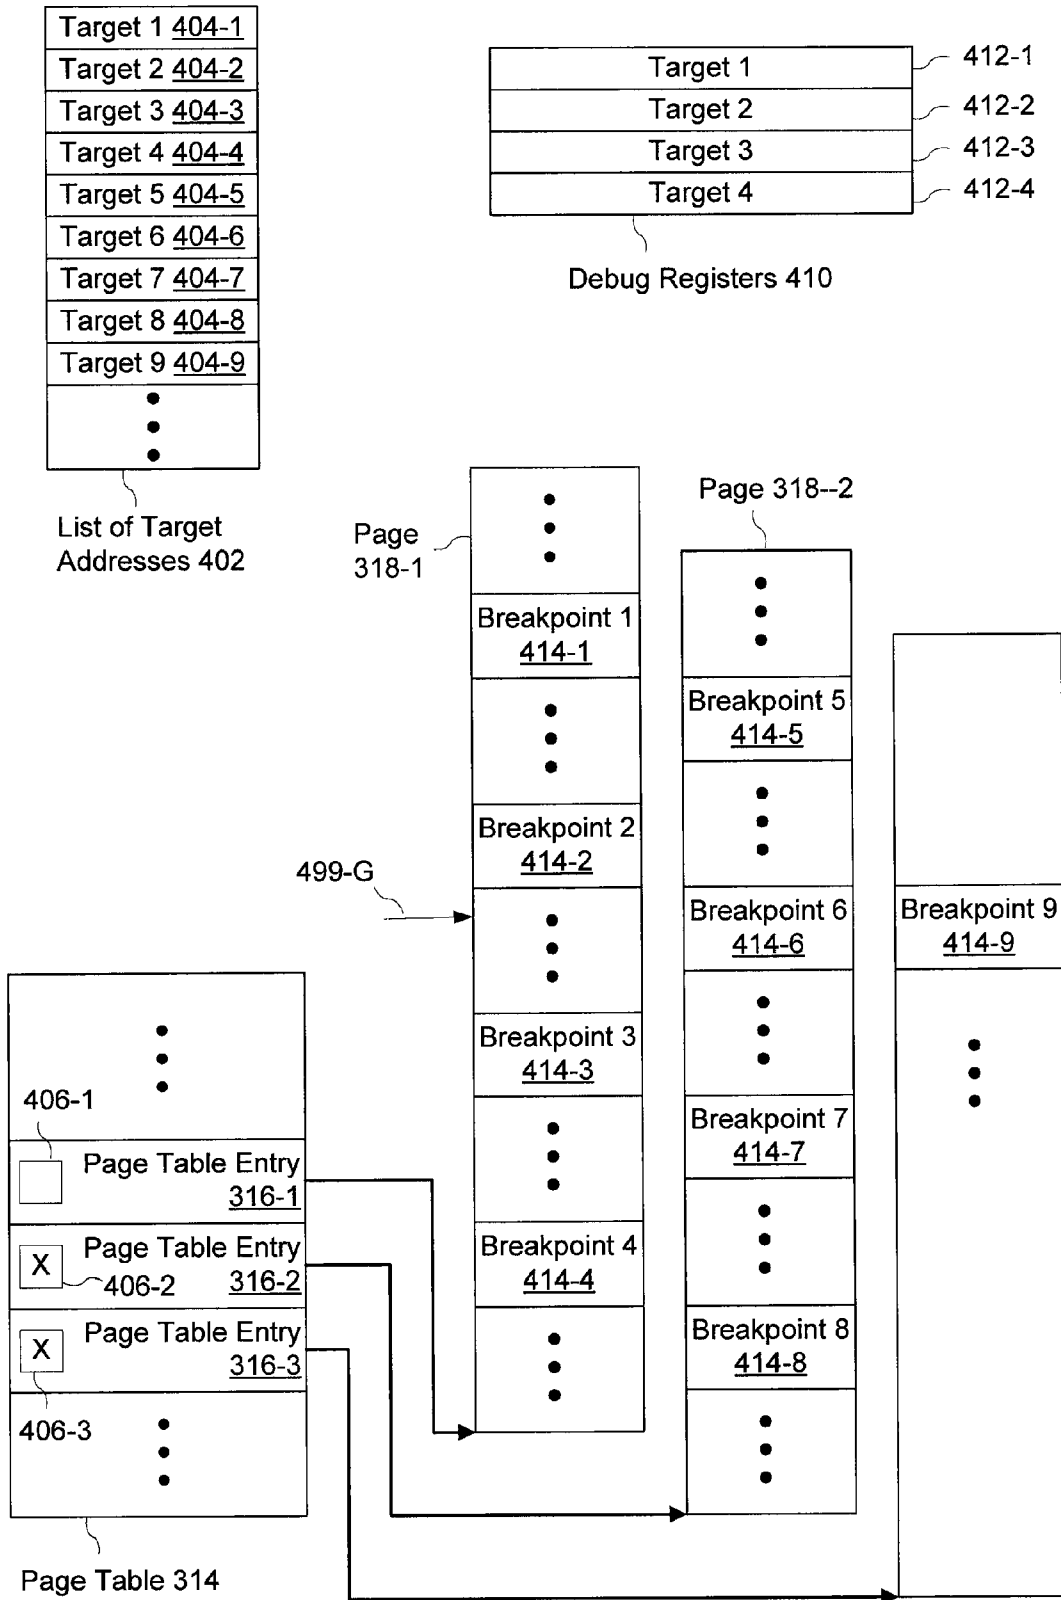 Target 1 404-1
Target 2 404-2
Target 3 404-3
Target 4 404-4
Target 5 404-5
Target 6 404-6
Target 7 404-7
Target 8 404-8
Target 9 404-9
List of Target
Addresses 402
Target 1
Target 2
Target 3
Target 4
412-1
412-2
412-3
412-4
Debug Registers 410
Page
318-1
Breakpoint 1
414-1
Breakpoint 2
414-2
499-G
Breakpoint 3
414-3
Breakpoint 4
414-4
Page 318--2
Breakpoint 5
414-5
Breakpoint 6
414-6
Breakpoint 7
414-7
Breakpoint 8
414-8
Breakpoint 9
414-9
406-1
Page Table Entry
316-1
X
Page Table Entry
406-2
316-2
X
Page Table Entry
316-3
406-3
Page Table 314